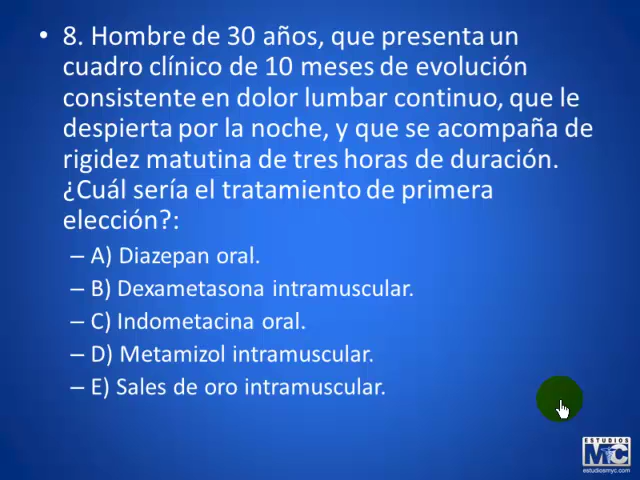 • 8. Hombre de 30 años, que presenta un
cuadro clínico de 10 meses de evolución
consistente en dolor lumbar continuo, que le
despierta por la noche, y que se acompaña de
rigidez matutina de tres horas de duración.
¿Cuál sería el tratamiento de primera
elección?:
– A) Diazepan oral.
– B) Dexametasona intramuscular.
– C) Indometacina oral.
– D) Metamizol intramuscular.
– E) Sales de oro intramuscular.
ESTUDIOS
MyC
estudiosmyc.com